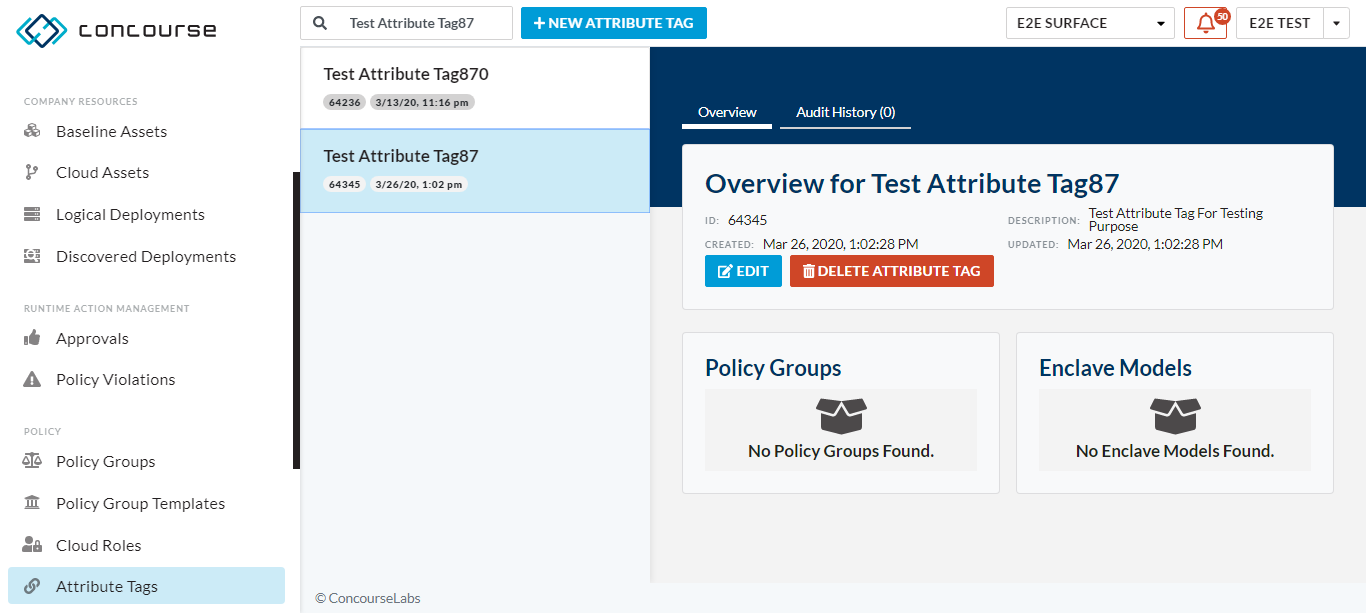 concourse
Test Attribute Tag87
+ NEW ATTRIBUTE TAG
E2E SURFACE
50
E2E TEST
COMPANY RESOURCES
Baseline Assets
Cloud Assets
Logical Deployments
Discovered Deployments
RUNTIME ACTION MANAGEMENT
Approvals
Policy Violations
POLICY
Policy Groups
Policy Group Templates
Cloud Roles
Attribute Tags
Test Attribute Tag870
64236 3/13/20, 11:16 pm
Test Attribute Tag87
64345 3/26/20, 1:02 pm
© ConcourseLabs
Overview Audit History (0)
Overview for Test Attribute Tag87
ID: 64345
DESCRIPTION: Test Attribute Tag For Testing
Purpose
CREATED: Mar 26, 2020, 1:02:28 PM
UPDATED: Mar 26, 2020, 1:02:28 PM
EDIT
DELETE ATTRIBUTE TAG
Policy Groups
No Policy Groups Found.
Enclave Models
No Enclave Models Found.